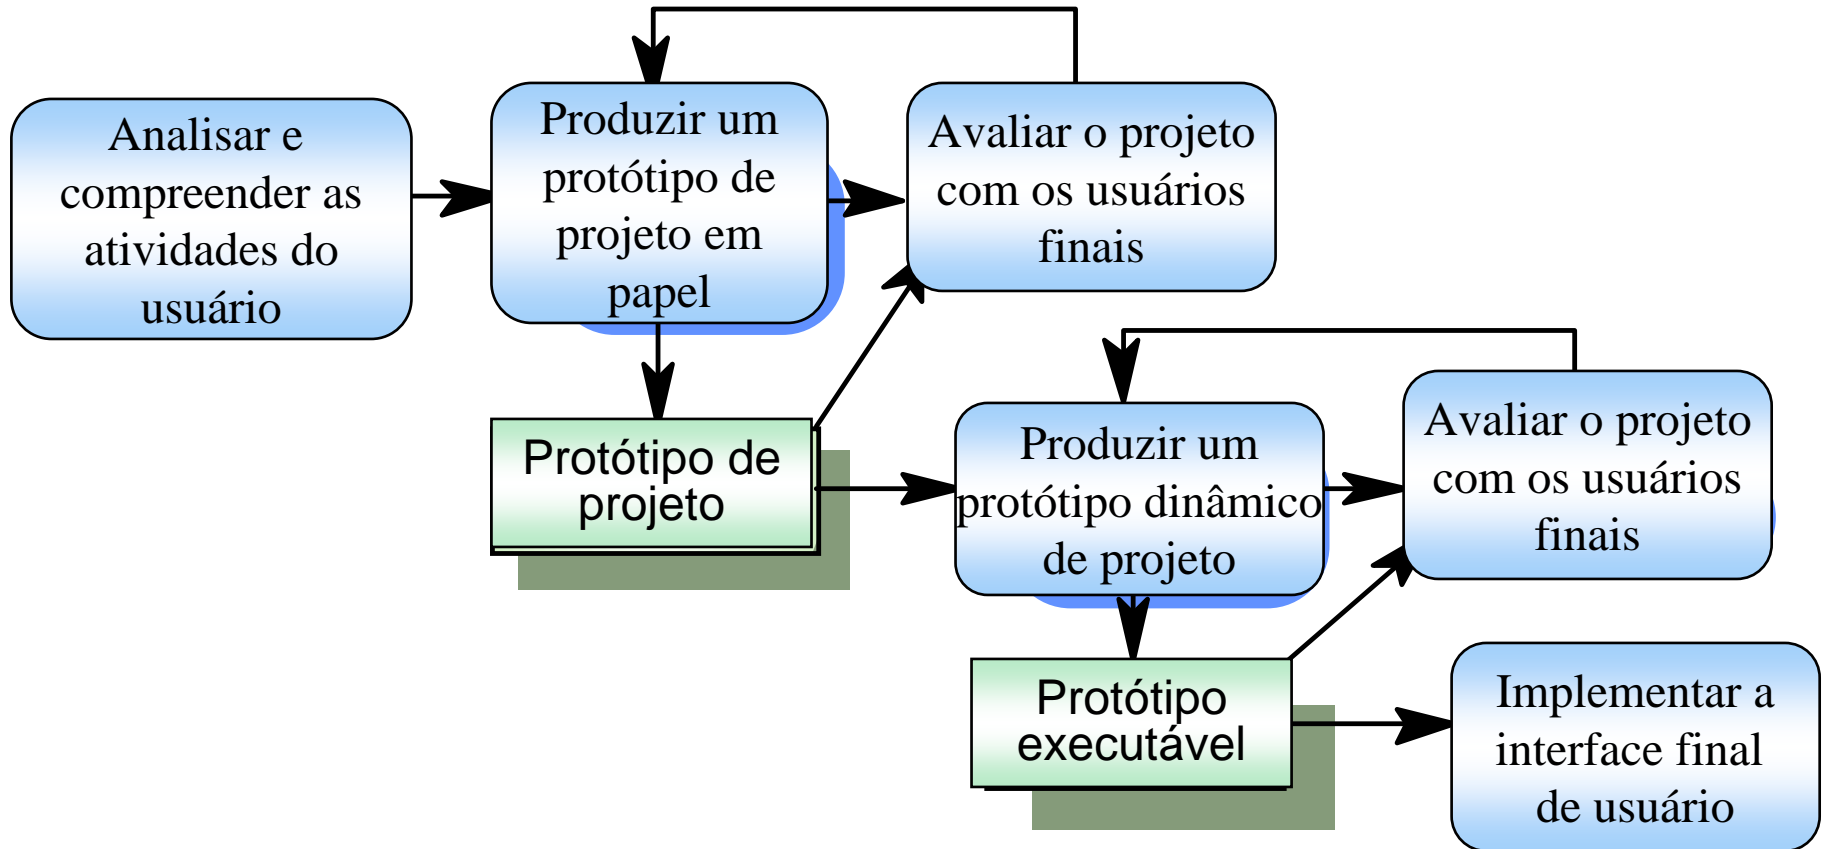 Analisar e
compreender as
atividades do
usuário
Produzir um
protótipo de
projeto em
papel
Avaliar o projeto
com os usuários
finais
Protótipo de
projeto
Produzir um
protótipo dinâmico
de projeto
Avaliar o projeto
com os usuários
finais
Protótipo
executável
Implementar a
interface final
de usuário